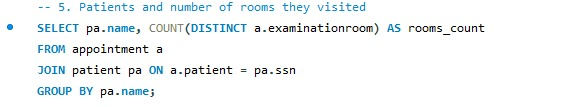 -- 5. Patients and number of rooms they visited
SELECT pa.name, COUNT(DISTINCT a.examinationroom) AS rooms_count
FROM appointment a
JOIN patient pa ON a.patient = pa.ssn
GROUP BY pa.name;